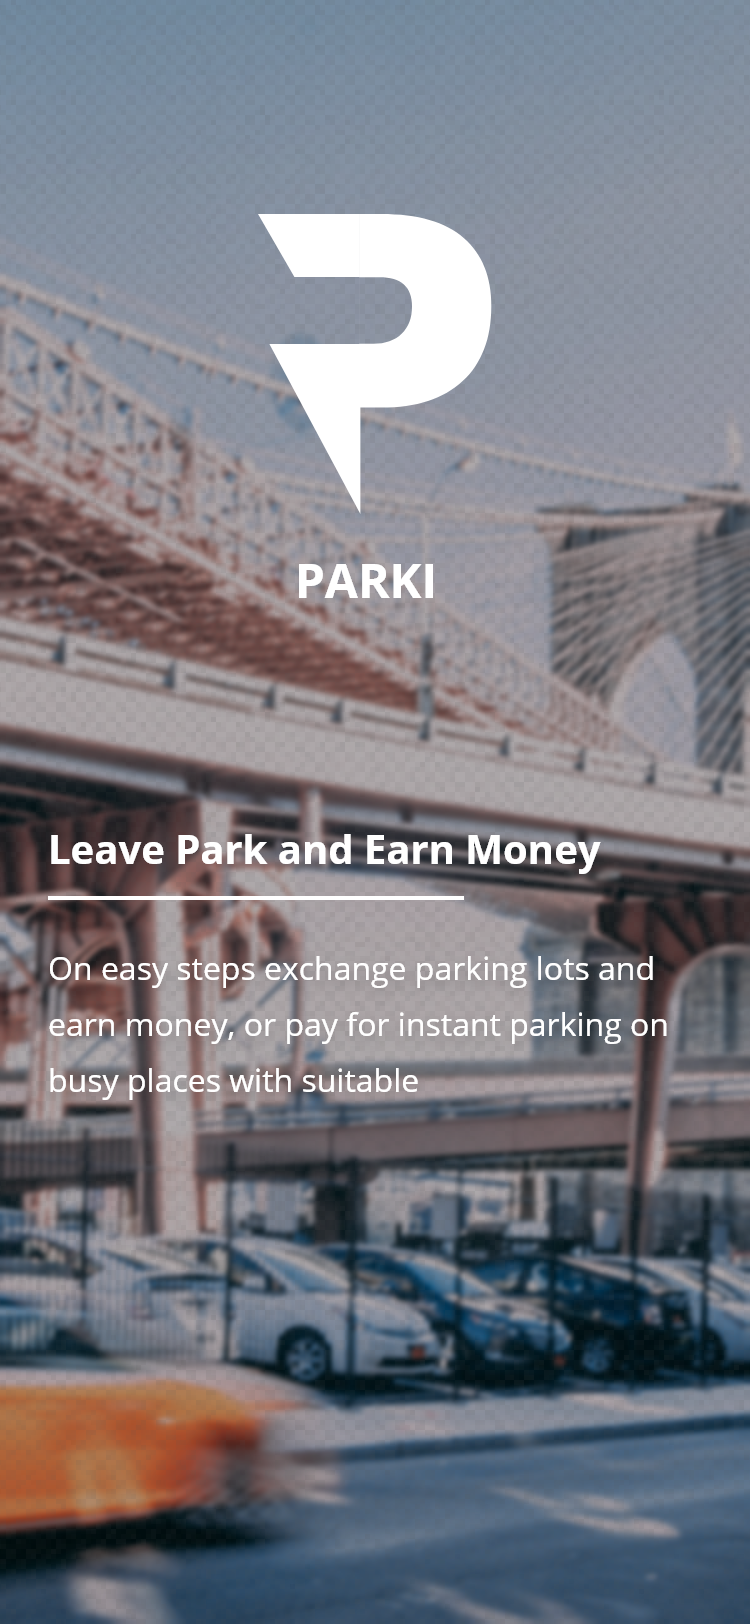 PARKI
Leave Park and Earn Money
On easy steps exchange parking lots and
earn money, or pay for instant parking on
busy places with suitable